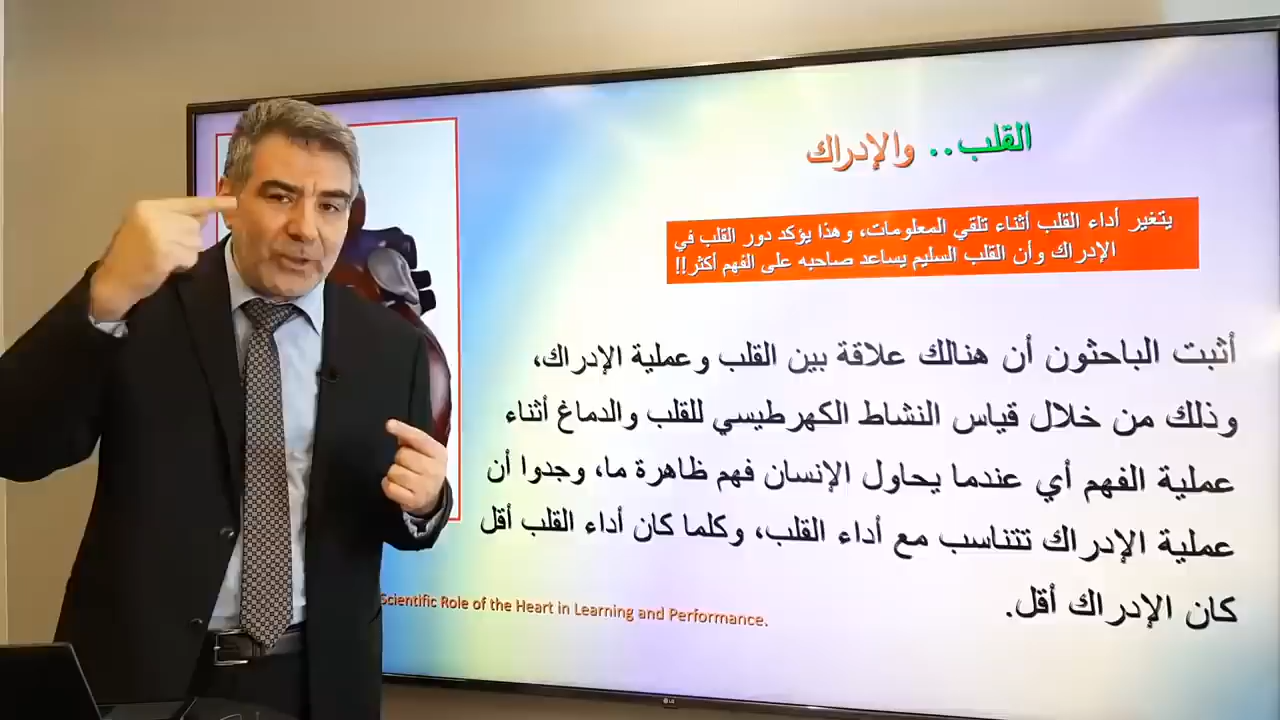 القلب.. والإدراك
يتغير أداء القلب أثناء تلقي المعلومات، وهذا يؤكد دور القلب في
الإدراك وأن القلب السليم يساعد صاحبه على الفهم أكثر!!
أثبت الباحثون أن هنالك علاقة بين القلب وعملية الإدراك،
وذلك من خلال قياس النشاط الكهرطيسي للقلب والدماغ أثناء
عملية الفهم أي عندما يحاول الإنسان فهم ظاهرة ما، وجدوا أن
عملية الإدراك تتناسب مع أداء القلب، وكلما كان أداء القلب أقل
كان الإدراك أقل.
Scientific Role of the Heart in Learning and Performance.
LG